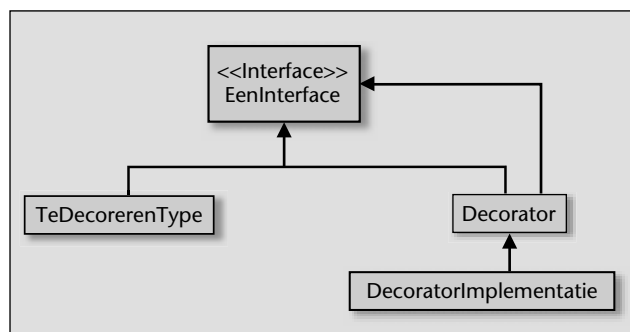 <<Interface>>
EenInterface
TeDecorerenType
Decorator
DecoratorImplementatie